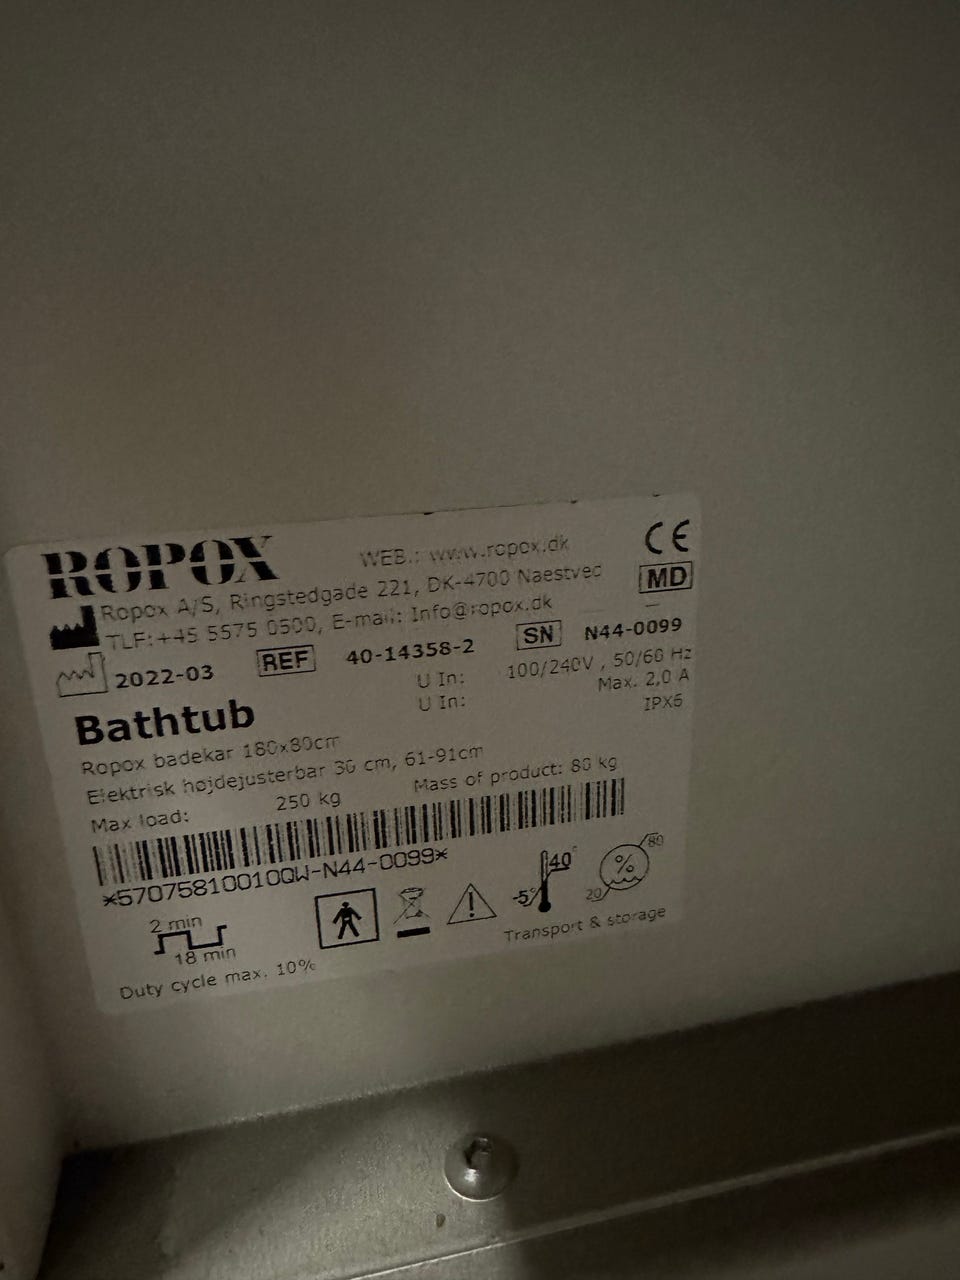 ROPOX WEB.: www.ropox.dk CE
Ropox A/S, Ringstedgade 221, DK-4700 Naestved MD
TLF:+45 5575 0500, E-mail: Info@ropox.dk
2022-03 REF 40-14358-2 SN N44-0099
U In: 100/240V , 50/60 Hz
U In: Max. 2,0 A
IPX6
Bathtub
Ropox badekar 180x80cm
Elektrisk højdejusterbar 30 cm, 61-91cm
Max load: 250 kg Mass of product: 80 kg
*5707581001OQW-N44-0099*
2 min
18 min
Duty cycle max. 10%
-5° 40°
20 % 80
Transport & storage